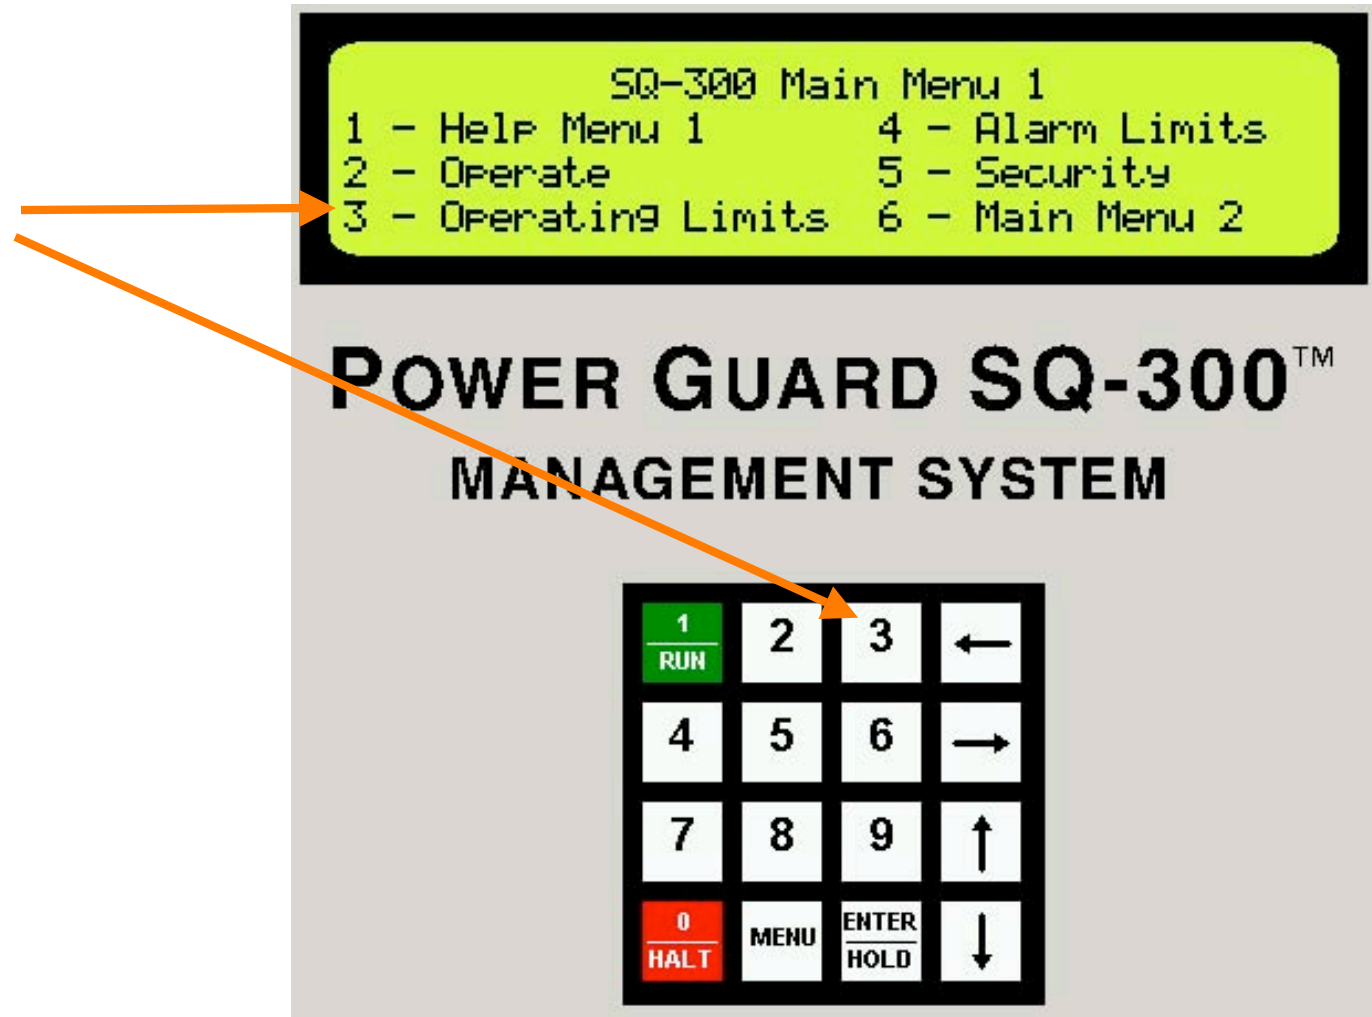 SQ-300 Main Menu 1
1 - Help Menu 1 4 - Alarm Limits
2 - Operate 5 - Security
3 - Operating Limits 6 - Main Menu 2
POWER GUARD SQ-300™
MANAGEMENT SYSTEM
1 2 3 ←
RUN
4 5 6 →
7 8 9 ↑
0 MENU ENTER ↓
HALT HOLD